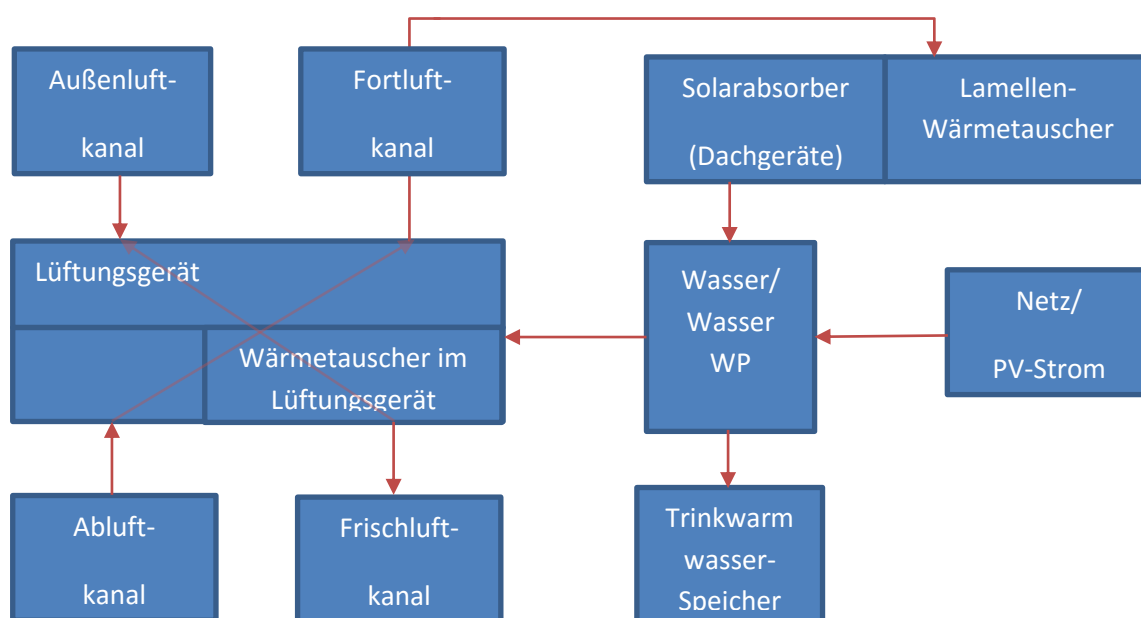 Außenluft-
kanal
Fortluft-
kanal
Solarabsorber
(Dachgeräte)
Lamellen-
Wärmetauscher
Lüftungsgerät
Wärmetauscher im
Lüftungsgerät
Wasser/
Wasser
WP
Netz/
PV-Strom
Abluft-
kanal
Frischluft-
kanal
Trinkwarm
wasser-
Speicher